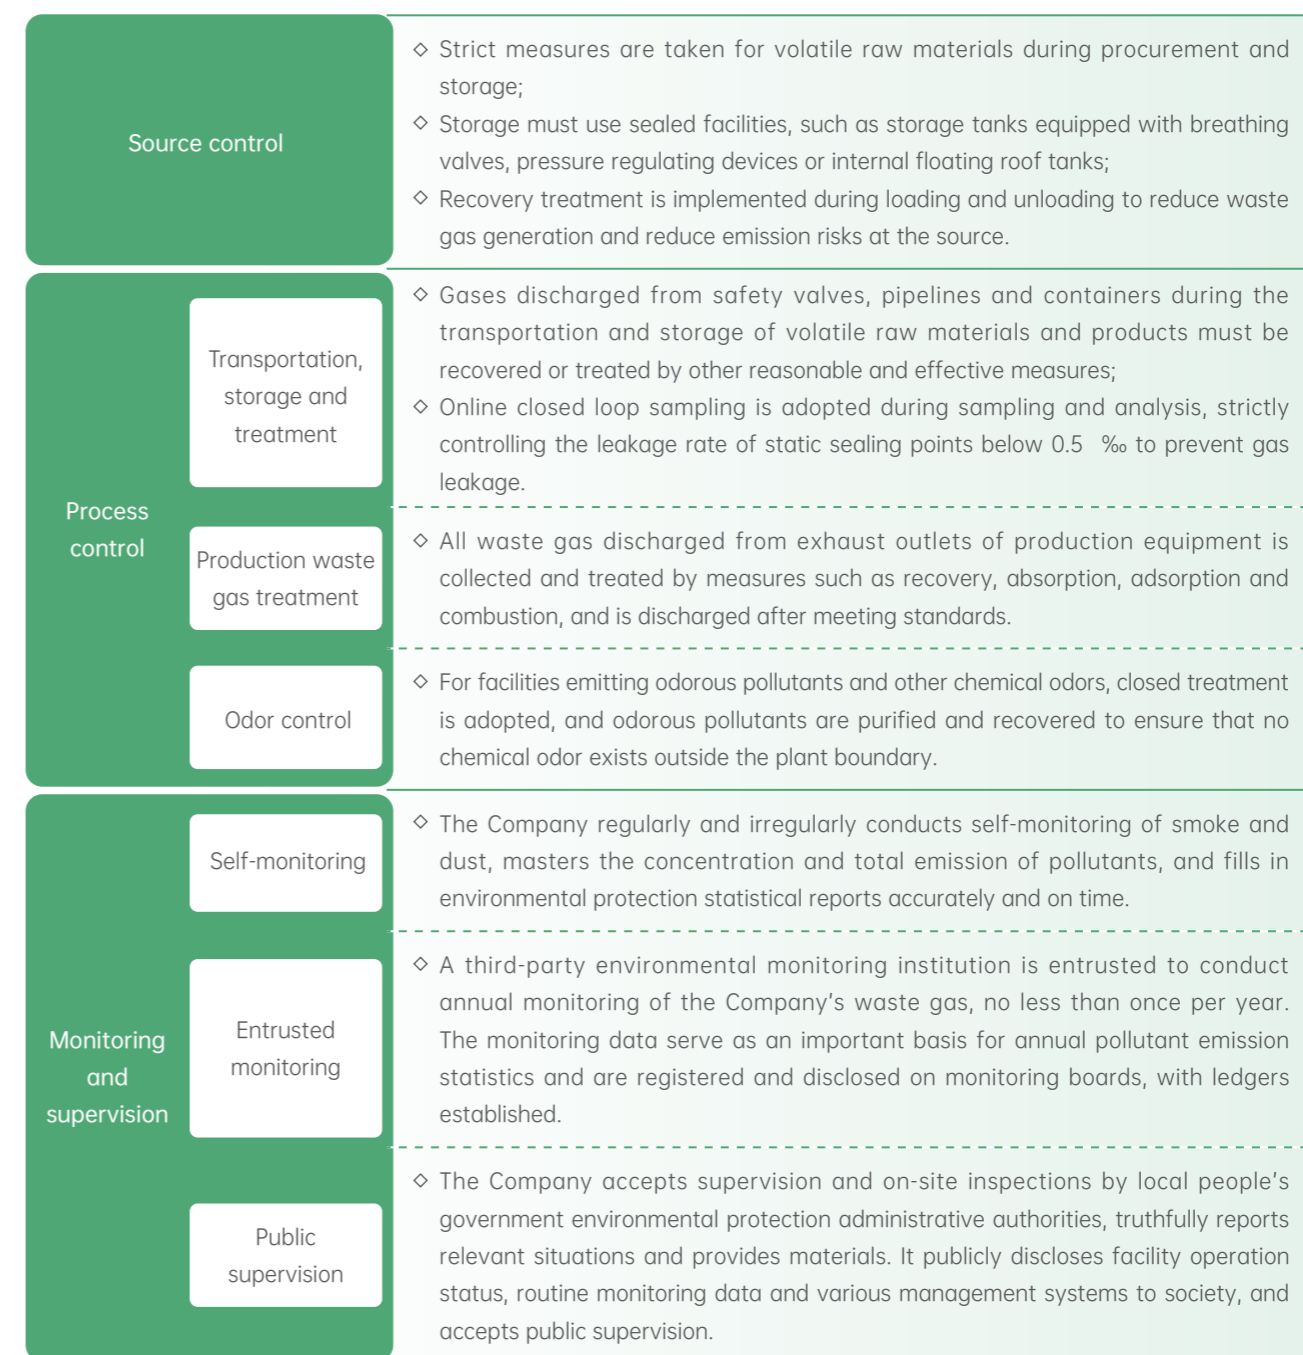 Source control
◇ Strict measures are taken for volatile raw materials during procurement and
storage;
◇ Storage must use sealed facilities, such as storage tanks equipped with breathing
valves, pressure regulating devices or internal floating roof tanks;
◇ Recovery treatment is implemented during loading and unloading to reduce waste
gas generation and reduce emission risks at the source.
Process
control
Transportation,
storage and
treatment
◇ Gases discharged from safety valves, pipelines and containers during the
transportation and storage of volatile raw materials and products must be
recovered or treated by other reasonable and effective measures;
◇ Online closed loop sampling is adopted during sampling and analysis, strictly
controlling the leakage rate of static sealing points below 0.5 ‰ to prevent gas
leakage.
Production waste
gas treatment
◇ All waste gas discharged from exhaust outlets of production equipment is
collected and treated by measures such as recovery, absorption, adsorption and
combustion, and is discharged after meeting standards.
Odor control
◇ For facilities emitting odorous pollutants and other chemical odors, closed treatment
is adopted, and odorous pollutants are purified and recovered to ensure that no
chemical odor exists outside the plant boundary.
Monitoring
and
supervision
Self-monitoring
◇ The Company regularly and irregularly conducts self-monitoring of smoke and
dust, masters the concentration and total emission of pollutants, and fills in
environmental protection statistical reports accurately and on time.
Entrusted
monitoring
◇ A third-party environmental monitoring institution is entrusted to conduct
annual monitoring of the Company's waste gas, no less than once per year.
The monitoring data serve as an important basis for annual pollutant emission
statistics and are registered and disclosed on monitoring boards, with ledgers
established.
Public
supervision
◇ The Company accepts supervision and on-site inspections by local people's
government environmental protection administrative authorities, truthfully reports
relevant situations and provides materials. It publicly discloses facility operation
status, routine monitoring data and various management systems to society, and
accepts public supervision.